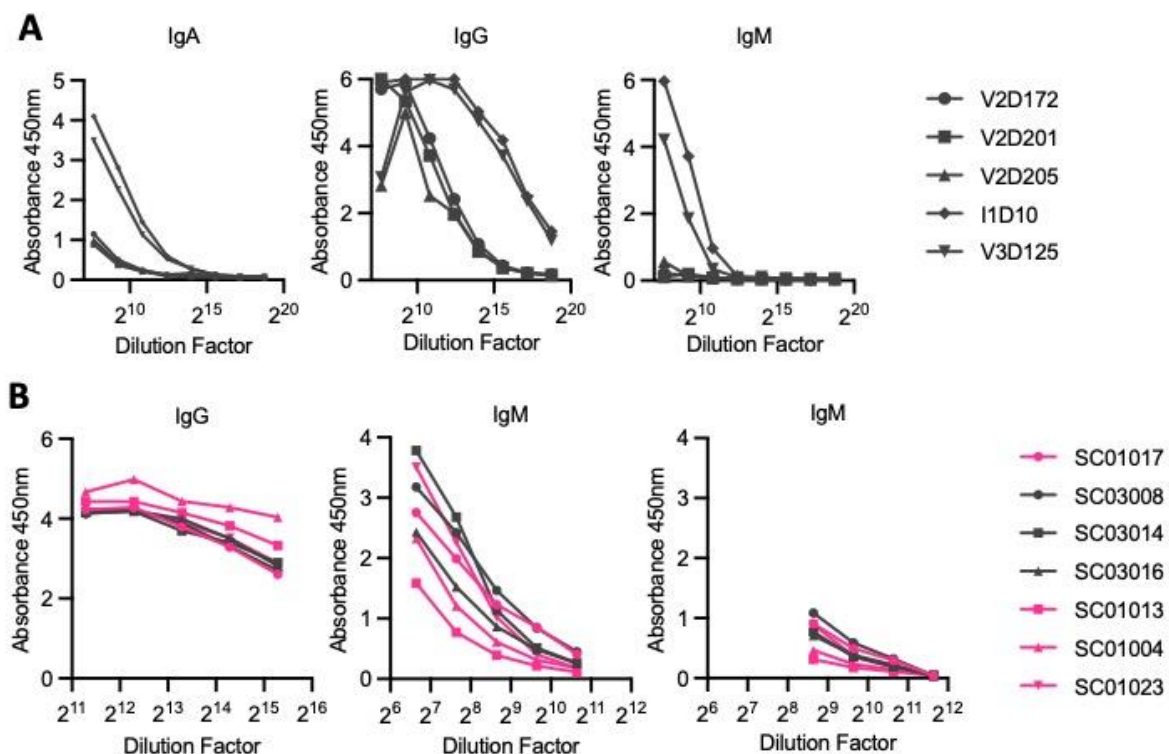 A
IgA
IgG
IgM
Absorbance 450nm
5
4
3
2
1
0
2^10
2^15
2^20
Dilution Factor
Absorbance 450nm
6
4
2
0
2^10
2^15
2^20
Dilution Factor
Absorbance 450nm
6
4
2
0
2^10
2^15
2^20
Dilution Factor
V2D172
V2D201
V2D205
I1D10
V3D125
B
IgG
IgM
IgM
Absorbance 450nm
6
4
2
0
2^11
2^12
2^13
2^14
2^15
2^16
Dilution Factor
Absorbance 450nm
4
3
2
1
0
2^6
2^7
2^8
2^9
2^10
2^11
2^12
Dilution Factor
Absorbance 450nm
4
3
2
1
0
2^6
2^7
2^8
2^9
2^10
2^11
2^12
Dilution Factor
SC01017
SC03008
SC03014
SC03016
SC01013
SC01004
SC01023